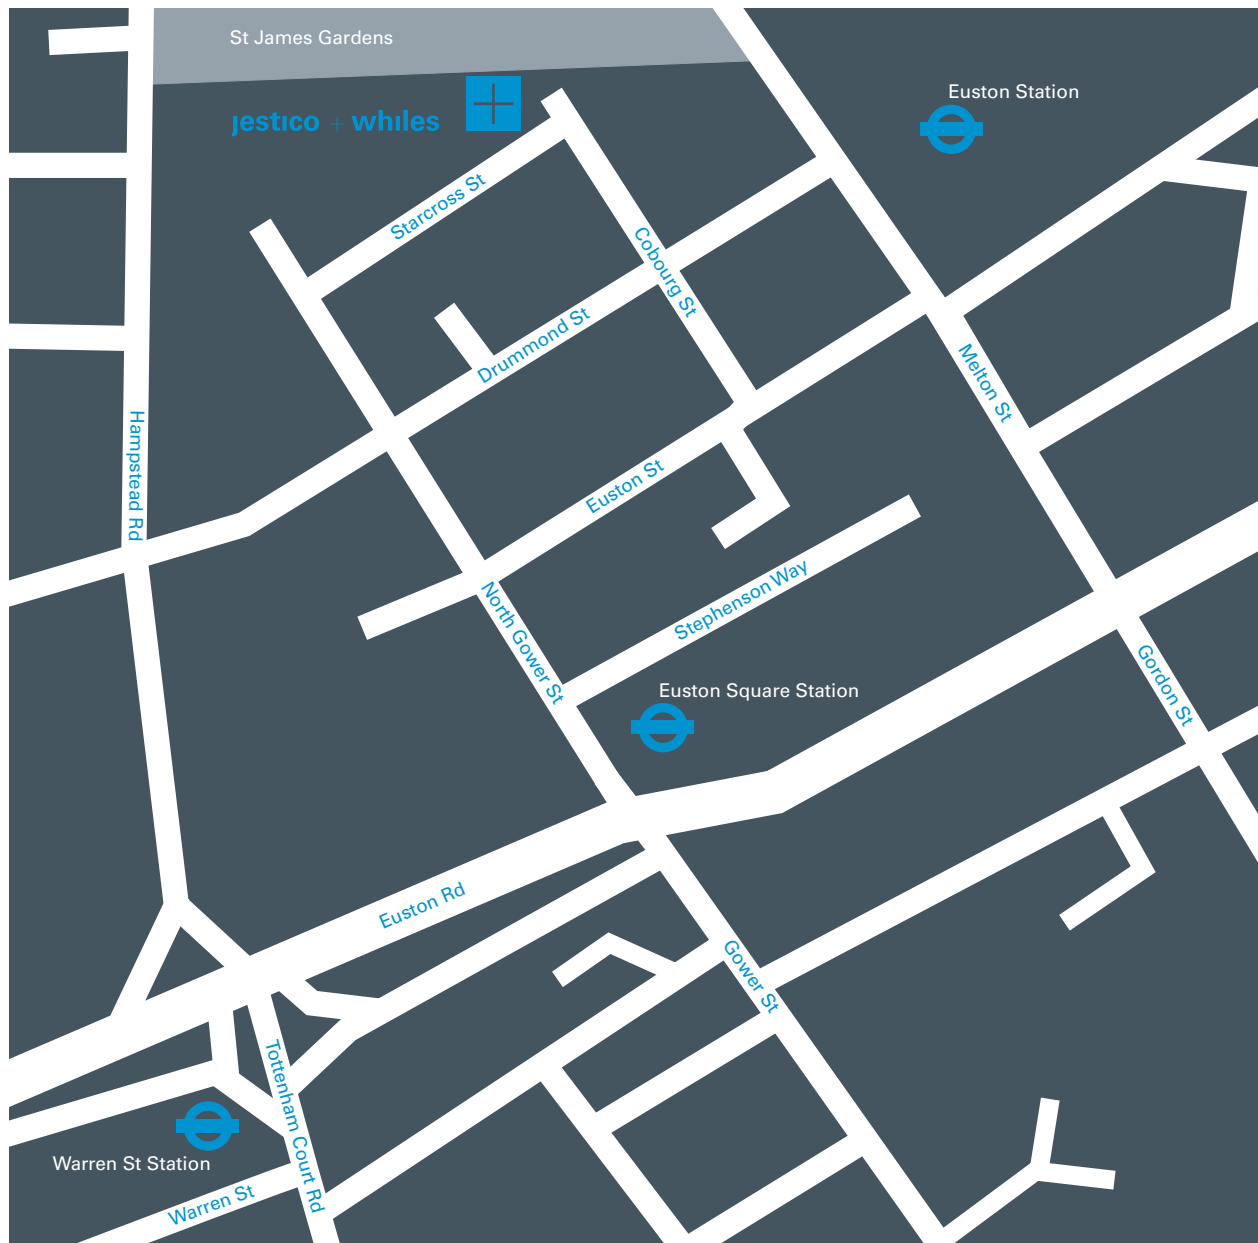 St James Gardens
Euston Station
jestico + whiles
Starcross St
Cobourg St
Drummond St
Melton St
Hampstead Rd
Euston St
Stephenson Way
North Gower St
Gordon St
Euston Square Station
Euston Rd
Gower St
Tottenham Court Rd
Warren St Station
Warren St